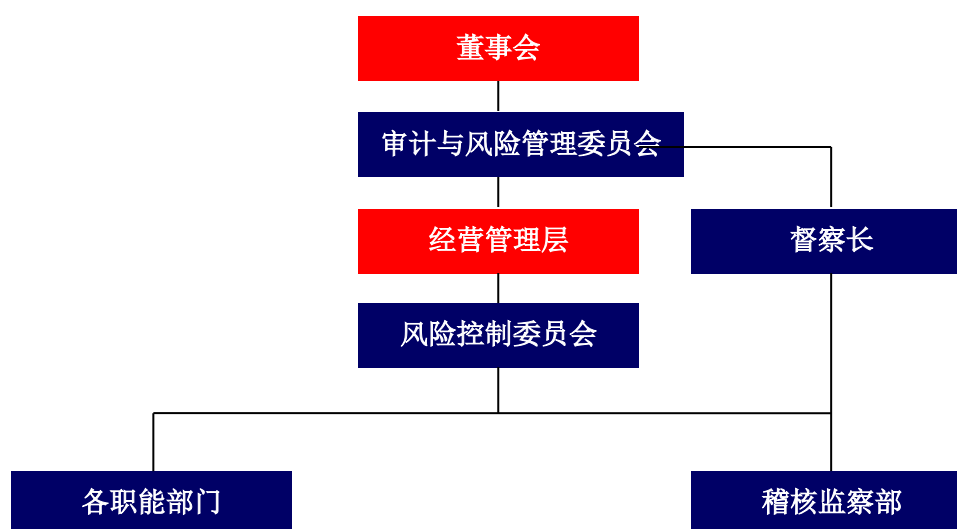 董事会
审计与风险管理委员会
经营管理层
督察长
风险控制委员会
各职能部门
稽核监察部